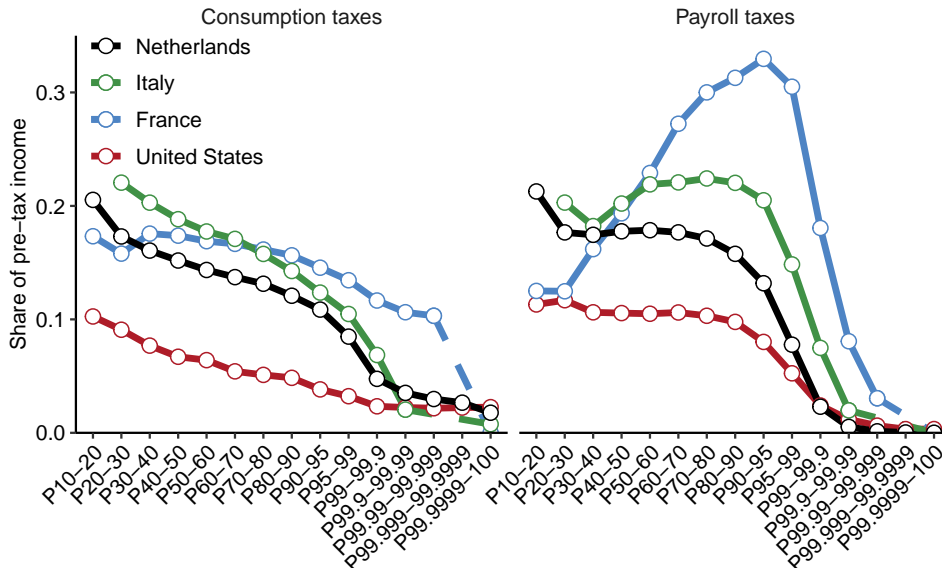 Consumption taxes
Payroll taxes
Share of pre−tax income
0.3
0.2
0.1
0.0
Netherlands
Italy
France
United States
P10−20
P20−30
P30−40
P40−50
P50−60
P60−70
P70−80
P80−90
P90−95
P95−99
P99−99.9
P99.9−99.99
P99.99−99.999
P99.999−99.9999
P99.9999−100
P10−20
P20−30
P30−40
P40−50
P50−60
P60−70
P70−80
P80−90
P90−95
P95−99
P99−99.9
P99.9−99.99
P99.99−99.999
P99.999−99.9999
P99.9999−100